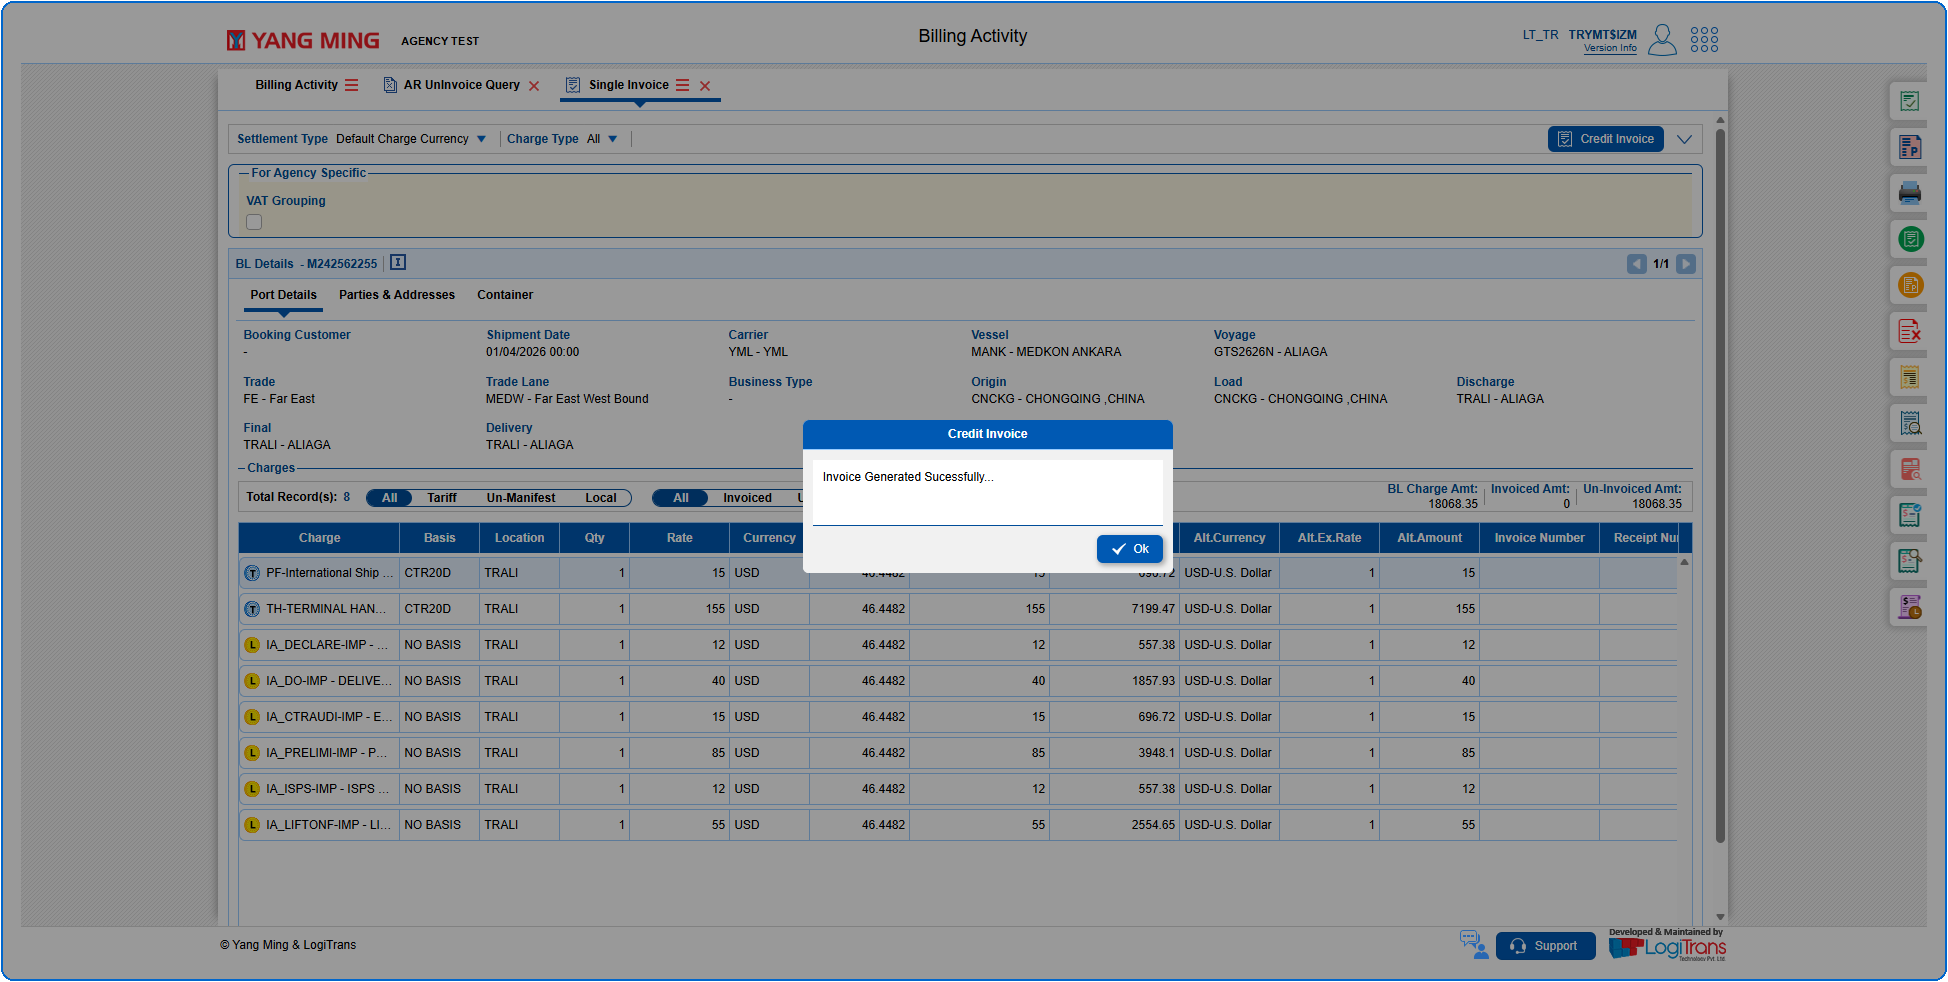 YANG MING AGENCY TEST
Billing Activity
LT_TR TRYMT$IZM
Version Info
Billing Activity AR UnInvoice Query Single Invoice
Settlement Type Default Charge Currency Charge Type All Credit Invoice
For Agency Specific
VAT Grouping
BL Details - M242562255 1/1
Port Details Parties & Addresses Container
Booking Customer Shipment Date Carrier Vessel Voyage
- 01/04/2026 00:00 YML - YML MANK - MEDKON ANKARA GTS2626N - ALIAGA
Trade Trade Lane Business Type Origin Load Discharge
FE - Far East MEDW - Far East West Bound - CNCKG - CHONGQING ,CHINA CNCKG - CHONGQING ,CHINA TRALI - ALIAGA
Final Delivery
TRALI - ALIAGA TRALI - ALIAGA
Credit Invoice
Invoice Generated Sucessfully...
Ok
Charges
Total Record(s): 8 All Tariff Un-Manifest Local All Invoiced
BL Charge Amt: Invoiced Amt: Un-Invoiced Amt:
18068.35 0 18068.35
Charge Basis Location Qty Rate Currency Alt.Currency Alt.Ex.Rate Alt.Amount Invoice Number Receipt Nu
T PF-International Ship ... CTR20D TRALI 1 15 USD 46.4482 15 696.72 USD-U.S. Dollar 1 15
T TH-TERMINAL HAN... CTR20D TRALI 1 155 USD 46.4482 155 7199.47 USD-U.S. Dollar 1 155
L IA_DECLARE-IMP - ... NO BASIS TRALI 1 12 USD 46.4482 12 557.38 USD-U.S. Dollar 1 12
L IA_DO-IMP - DELIVE... NO BASIS TRALI 1 40 USD 46.4482 40 1857.93 USD-U.S. Dollar 1 40
L IA_CTRAUDI-IMP - E... NO BASIS TRALI 1 15 USD 46.4482 15 696.72 USD-U.S. Dollar 1 15
L IA_PRELIMI-IMP - P... NO BASIS TRALI 1 85 USD 46.4482 85 3948.1 USD-U.S. Dollar 1 85
L IA_ISPS-IMP - ISPS ... NO BASIS TRALI 1 12 USD 46.4482 12 557.38 USD-U.S. Dollar 1 12
L IA_LIFTONF-IMP - LI... NO BASIS TRALI 1 55 USD 46.4482 55 2554.65 USD-U.S. Dollar 1 55
© Yang Ming & LogiTrans
Support
Developed & Maintained by
LogiTrans
Technology Pvt. Ltd.